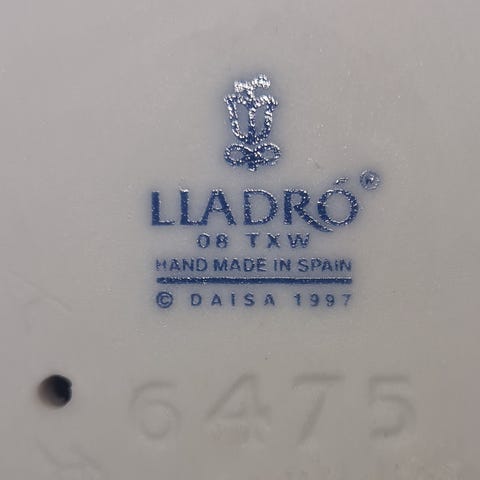 LLADRÓ®
08 TXW
HAND MADE IN SPAIN
© DAISA 1997
6475